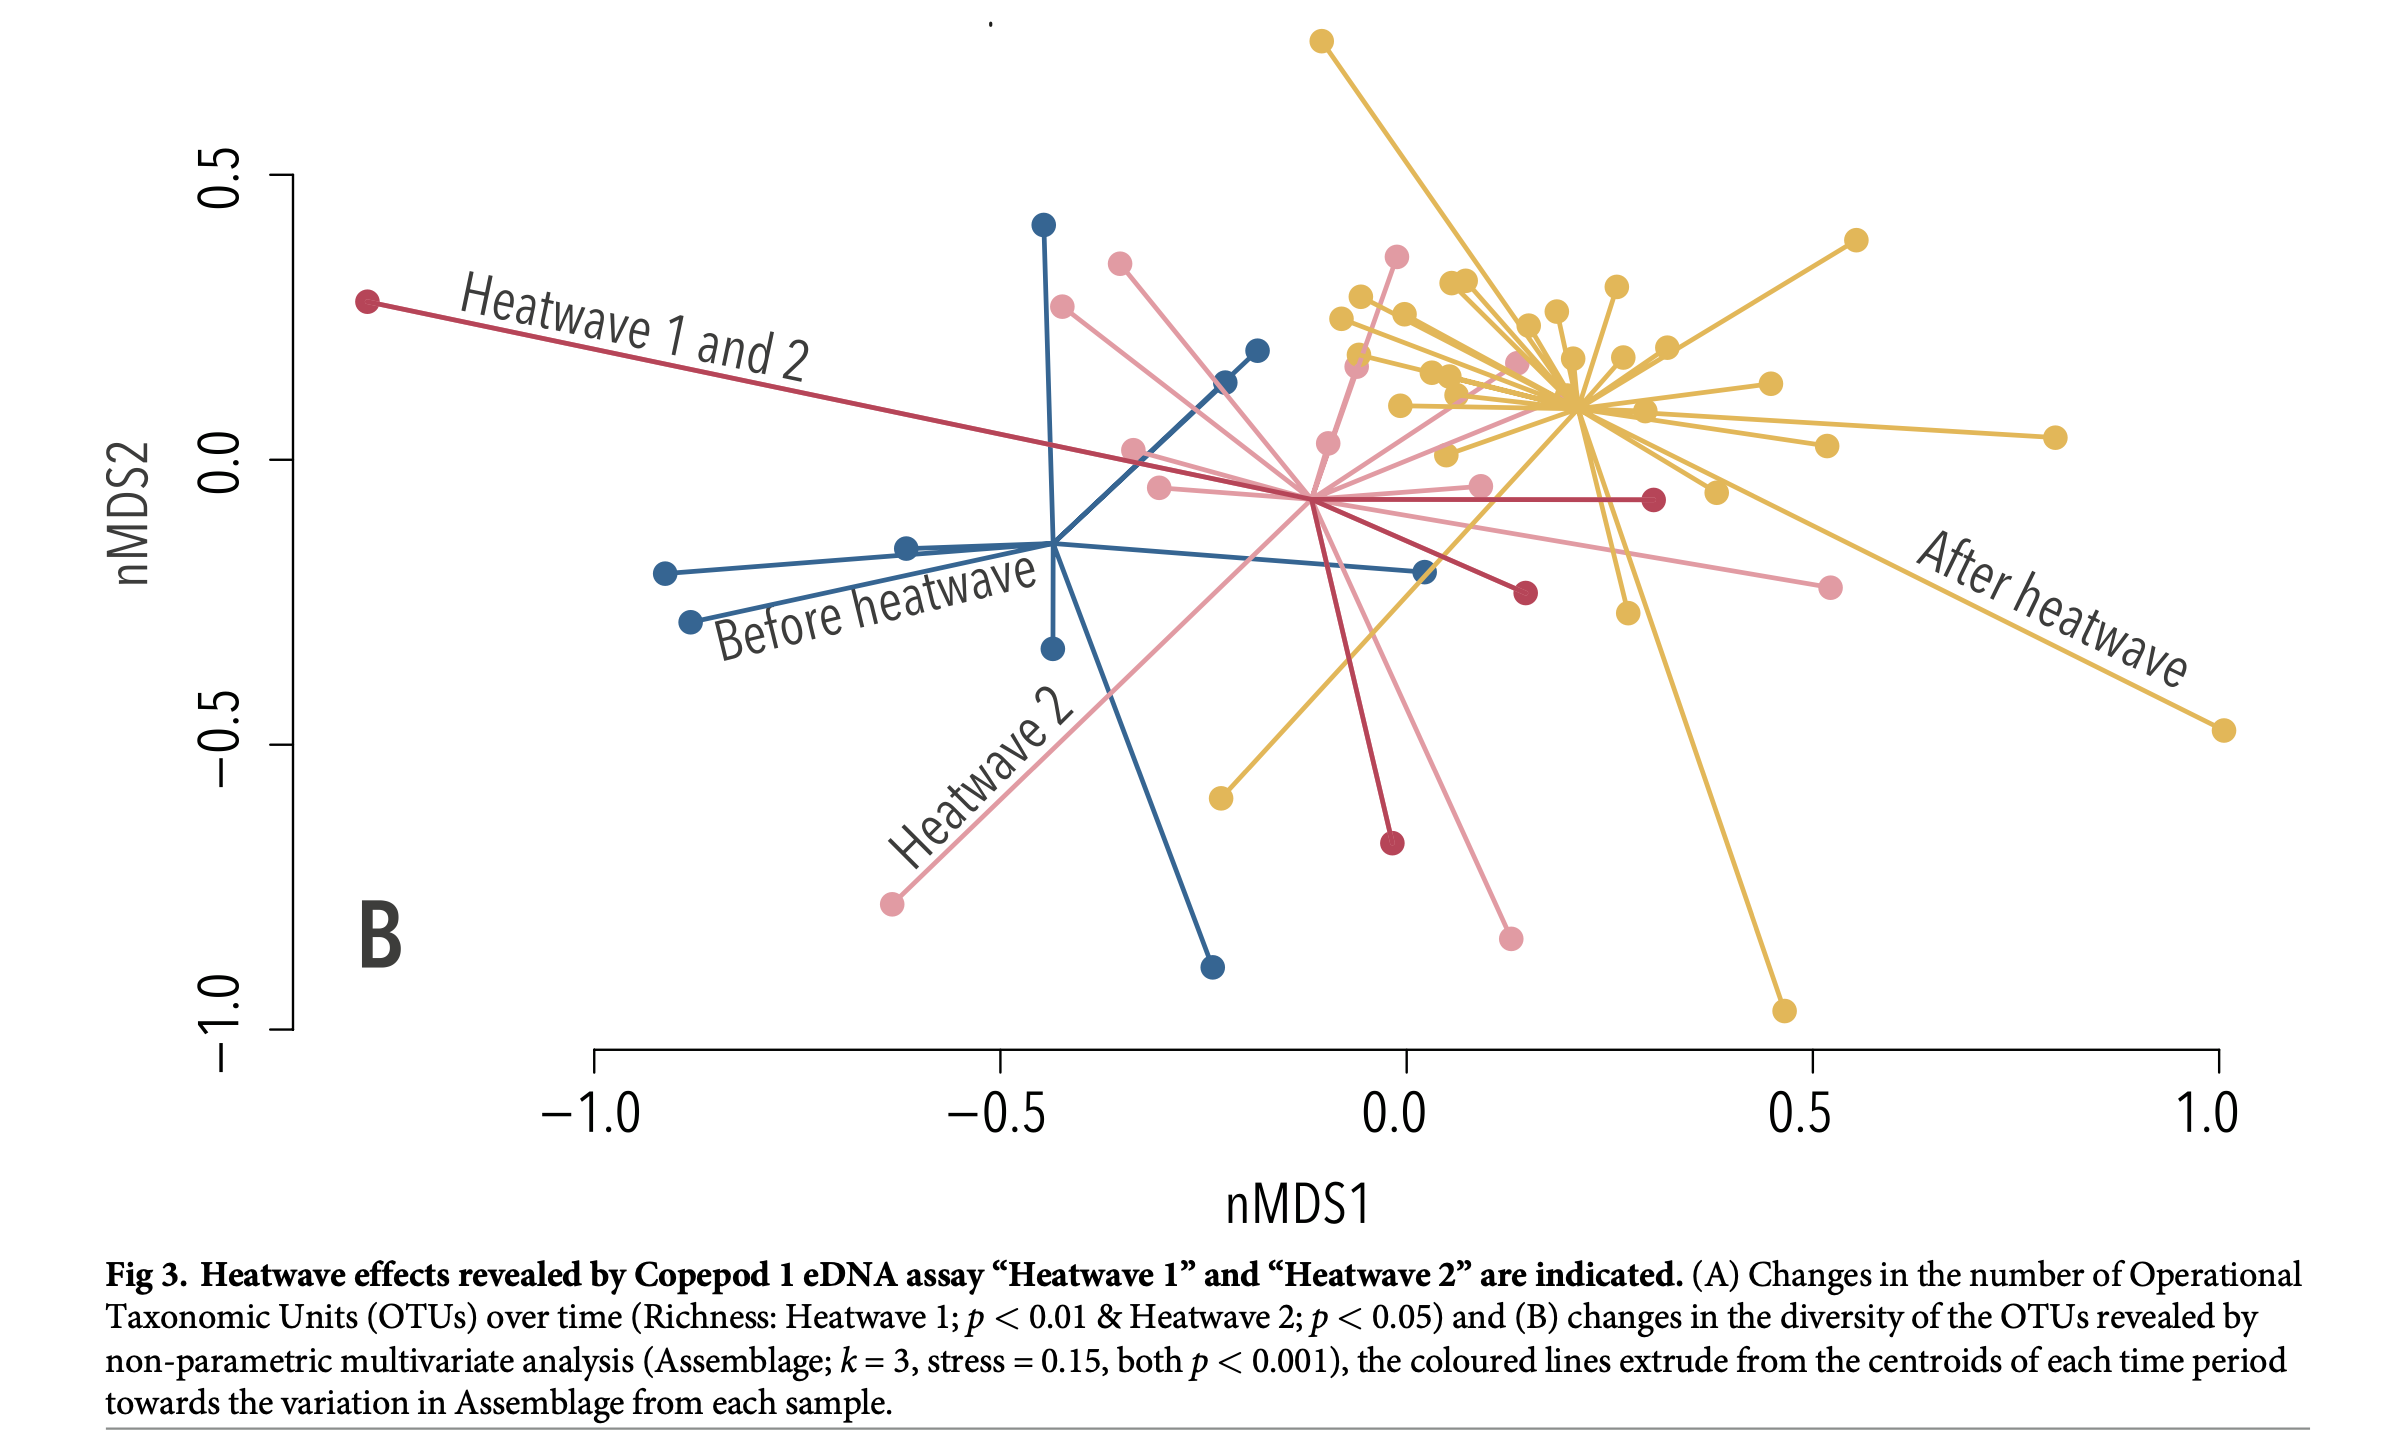 0.5
0.0
−0.5
−1.0
nMDS2
Heatwave 1 and 2
Before heatwave
Heatwave 2
After heatwave
B
−1.0
−0.5
0.0
0.5
1.0
nMDS1
Fig 3. Heatwave effects revealed by Copepod 1 eDNA assay “Heatwave 1” and “Heatwave 2” are indicated. (A) Changes in the number of Operational
Taxonomic Units (OTUs) over time (Richness: Heatwave 1; p < 0.01 & Heatwave 2; p < 0.05) and (B) changes in the diversity of the OTUs revealed by
non-parametric multivariate analysis (Assemblage; k = 3, stress = 0.15, both p < 0.001), the coloured lines extrude from the centroids of each time period
towards the variation in Assemblage from each sample.